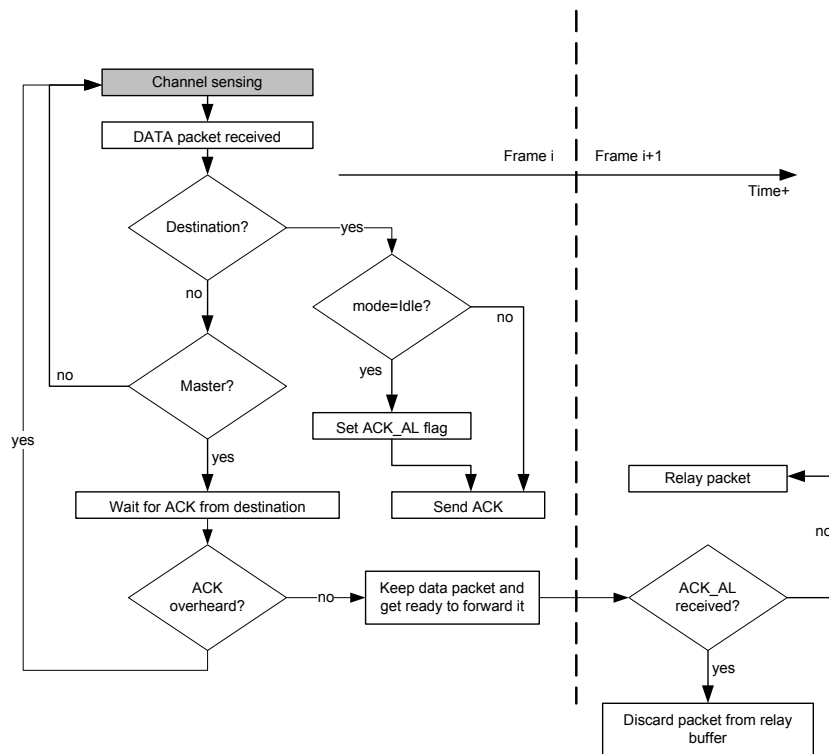 Channel sensing
DATA packet received
Frame i
Frame i+1
Time+
Destination?
yes
no
mode=Idle?
no
yes
Master?
no
yes
yes
Set ACK_AL flag
Wait for ACK from destination
Send ACK
Relay packet
no
ACK
overheard?
no
Keep data packet and
get ready to forward it
ACK_AL
received?
yes
Discard packet from relay
buffer